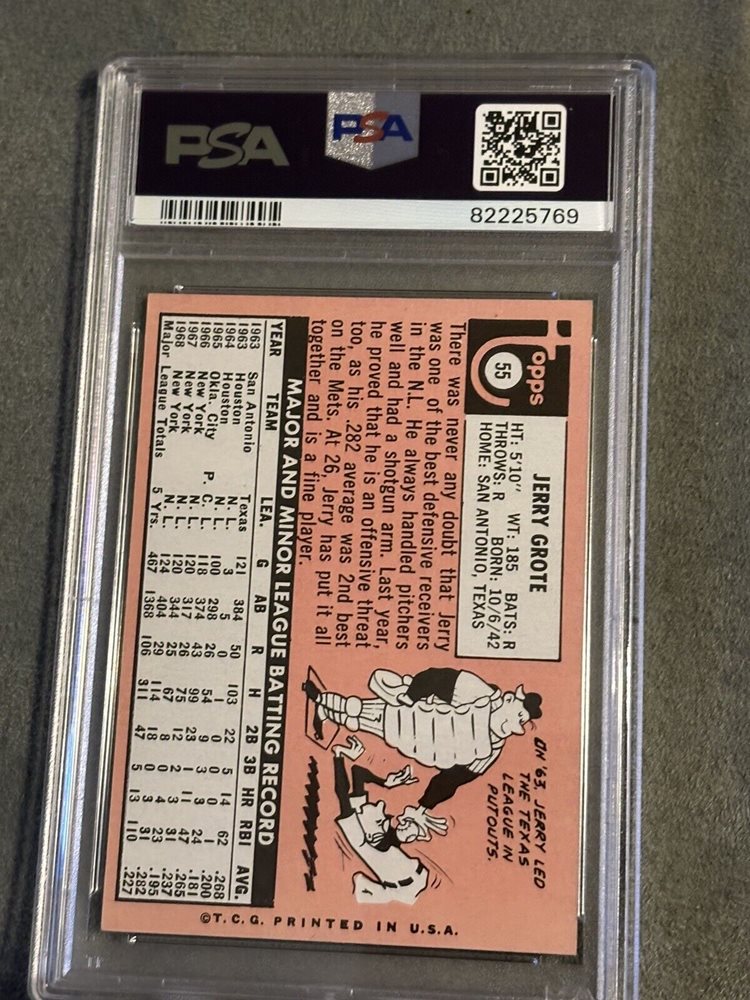 PSA
PSA
82225769
Topps
55
JERRY GROTE
HT: 5'10" WT: 185 BATS: R
THROWS: R BORN: 10/6/42
HOME: SAN ANTONIO, TEXAS
There was never any doubt that Jerry
was one of the best defensive receivers
in the N.L. He always handled pitchers
well and had a shotgun arm. Last year,
he proved that he is an offensive threat
too, as his .282 average was 2nd best
on the Mets. At 26, Jerry has put it all
together and is a fine player.
IN '63, JERRY LED
THE TEXAS
LEAGUE IN
PUTOUTS.
MAJOR AND MINOR LEAGUE BATTING RECORD
YEAR TEAM LEA. G AB R H 2B 3B HR RBI AVG.
1963 San Antonio Texas 121 384 50 103 22 5 14 62 .268
1963 Houston N. L. 3 5 0 1 0 0 0 1 .200
1964 Houston N. L. 100 298 26 54 9 3 3 24 .181
1965 Okla. City P. C. L. 118 374 43 99 23 1 11 47 .265
1966 New York N. L. 120 317 26 75 12 2 3 31 .237
1967 New York N. L. 120 344 25 67 8 0 4 23 .195
1968 New York N. L. 124 404 29 114 18 0 3 31 .282
Major League Totals 5 Yrs. 467 1368 106 311 47 5 13 110 .227
©T.C.G. PRINTED IN U.S.A.